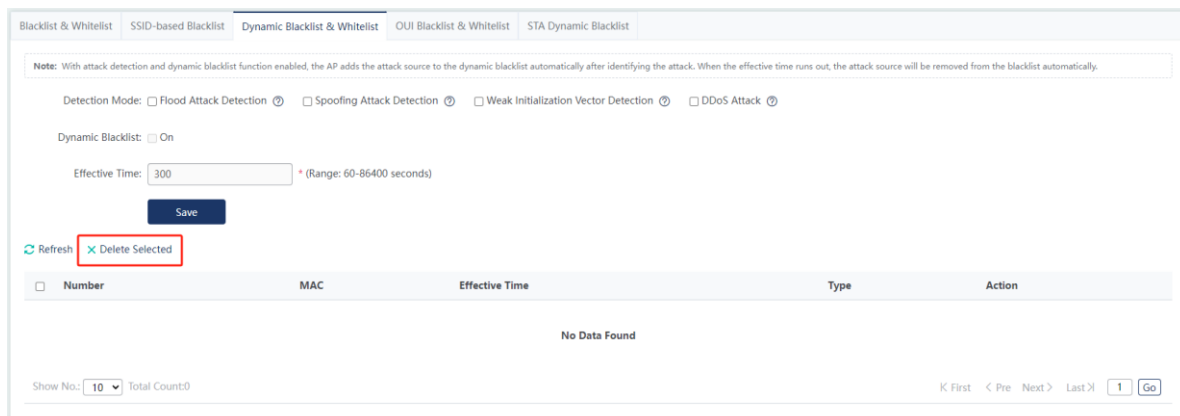 Blacklist & Whitelist SSID-based Blacklist Dynamic Blacklist & Whitelist OUI Blacklist & Whitelist STA Dynamic Blacklist
Note: With attack detection and dynamic blacklist function enabled, the AP adds the attack source to the dynamic blacklist automatically after identifying the attack. When the effective time runs out, the attack source will be removed from the blacklist automatically.
Detection Mode: Flood Attack Detection ? Spoofing Attack Detection ? Weak Initialization Vector Detection ? DDoS Attack ?
Dynamic Blacklist: On
Effective Time: 300 * (Range: 60-86400 seconds)
Save
Refresh Delete Selected
Number MAC Effective Time Type Action
No Data Found
Show No.: 10 Total Count:0 First Pre Next Last 1 Go